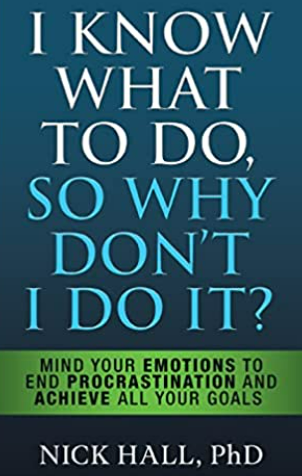 I KNOW
WHAT
TO DO,
SO WHY
DON'T
I DO IT?
MIND YOUR EMOTIONS TO
END PROCRASTINATION AND
ACHIEVE ALL YOUR GOALS
NICK HALL, PhD